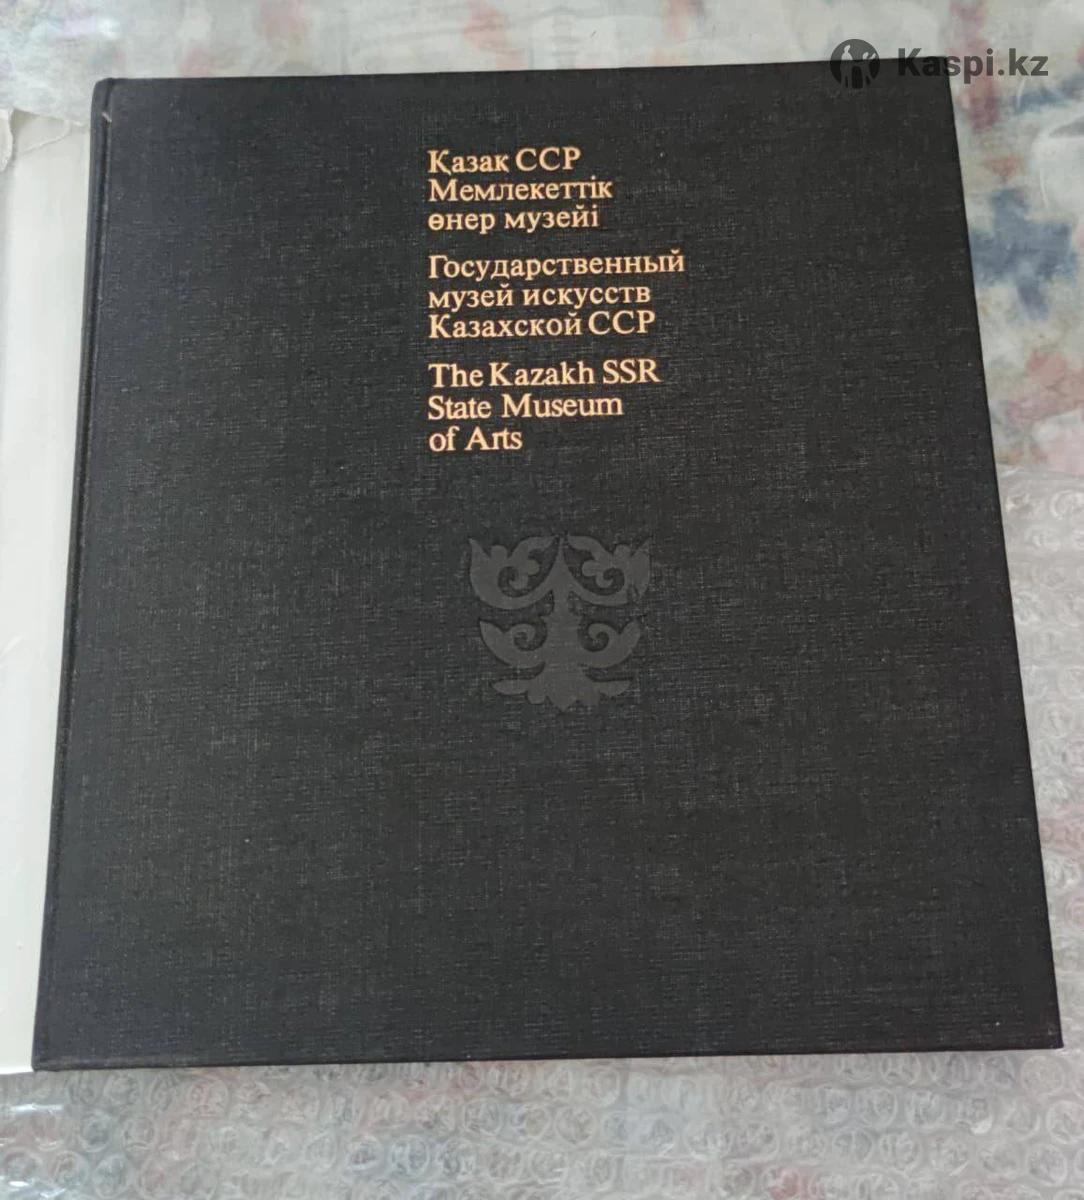 Kaspi.kz
Қазақ ССР
Мемлекеттік
өнер музейі
Государственный
музей искусств
Казахской ССР
The Kazakh SSR
State Museum
of Arts